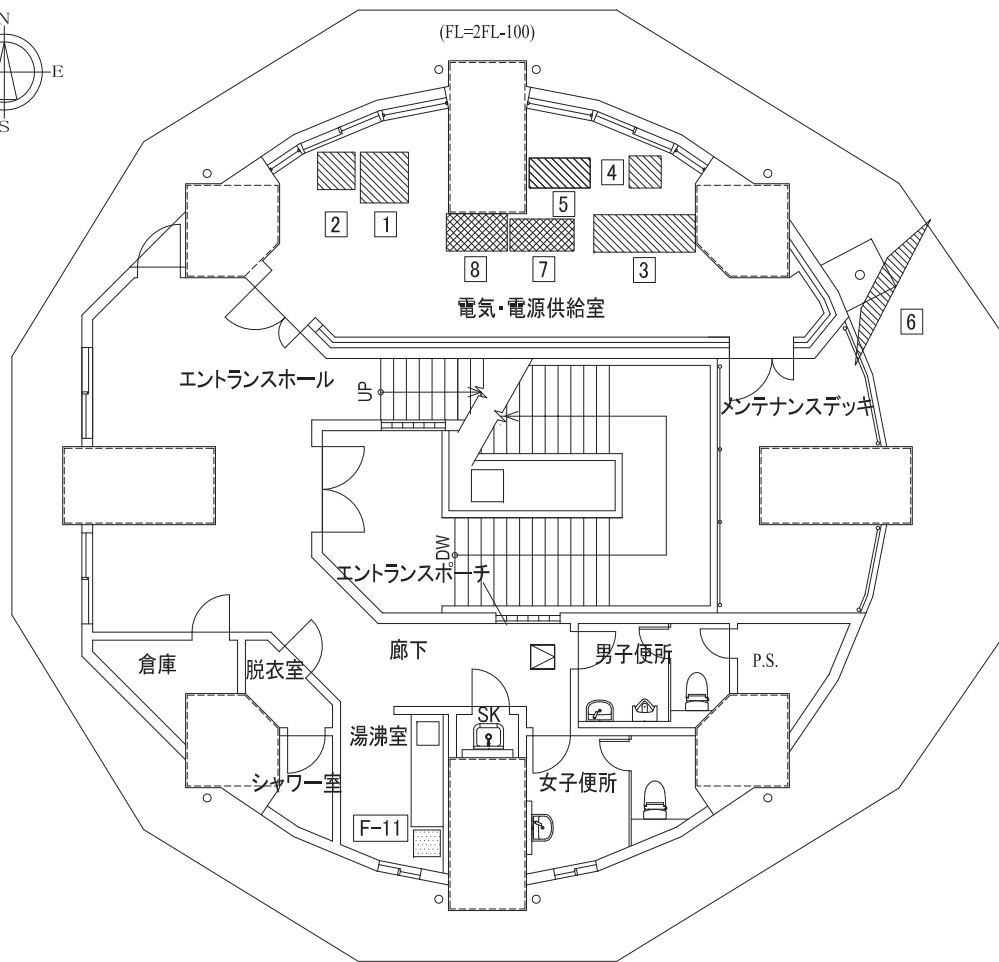 N
(FL=2FL-100)
E
S
4
5
2
1
8
7
3
電気・電源供給室
6
エントランスホール
UP
メンテナンスデッキ
DW
エントランスポーチ
廊下
男子便所
P.S.
倉庫
脱衣室
SK
湯沸室
シャワー室
女子便所
F-11